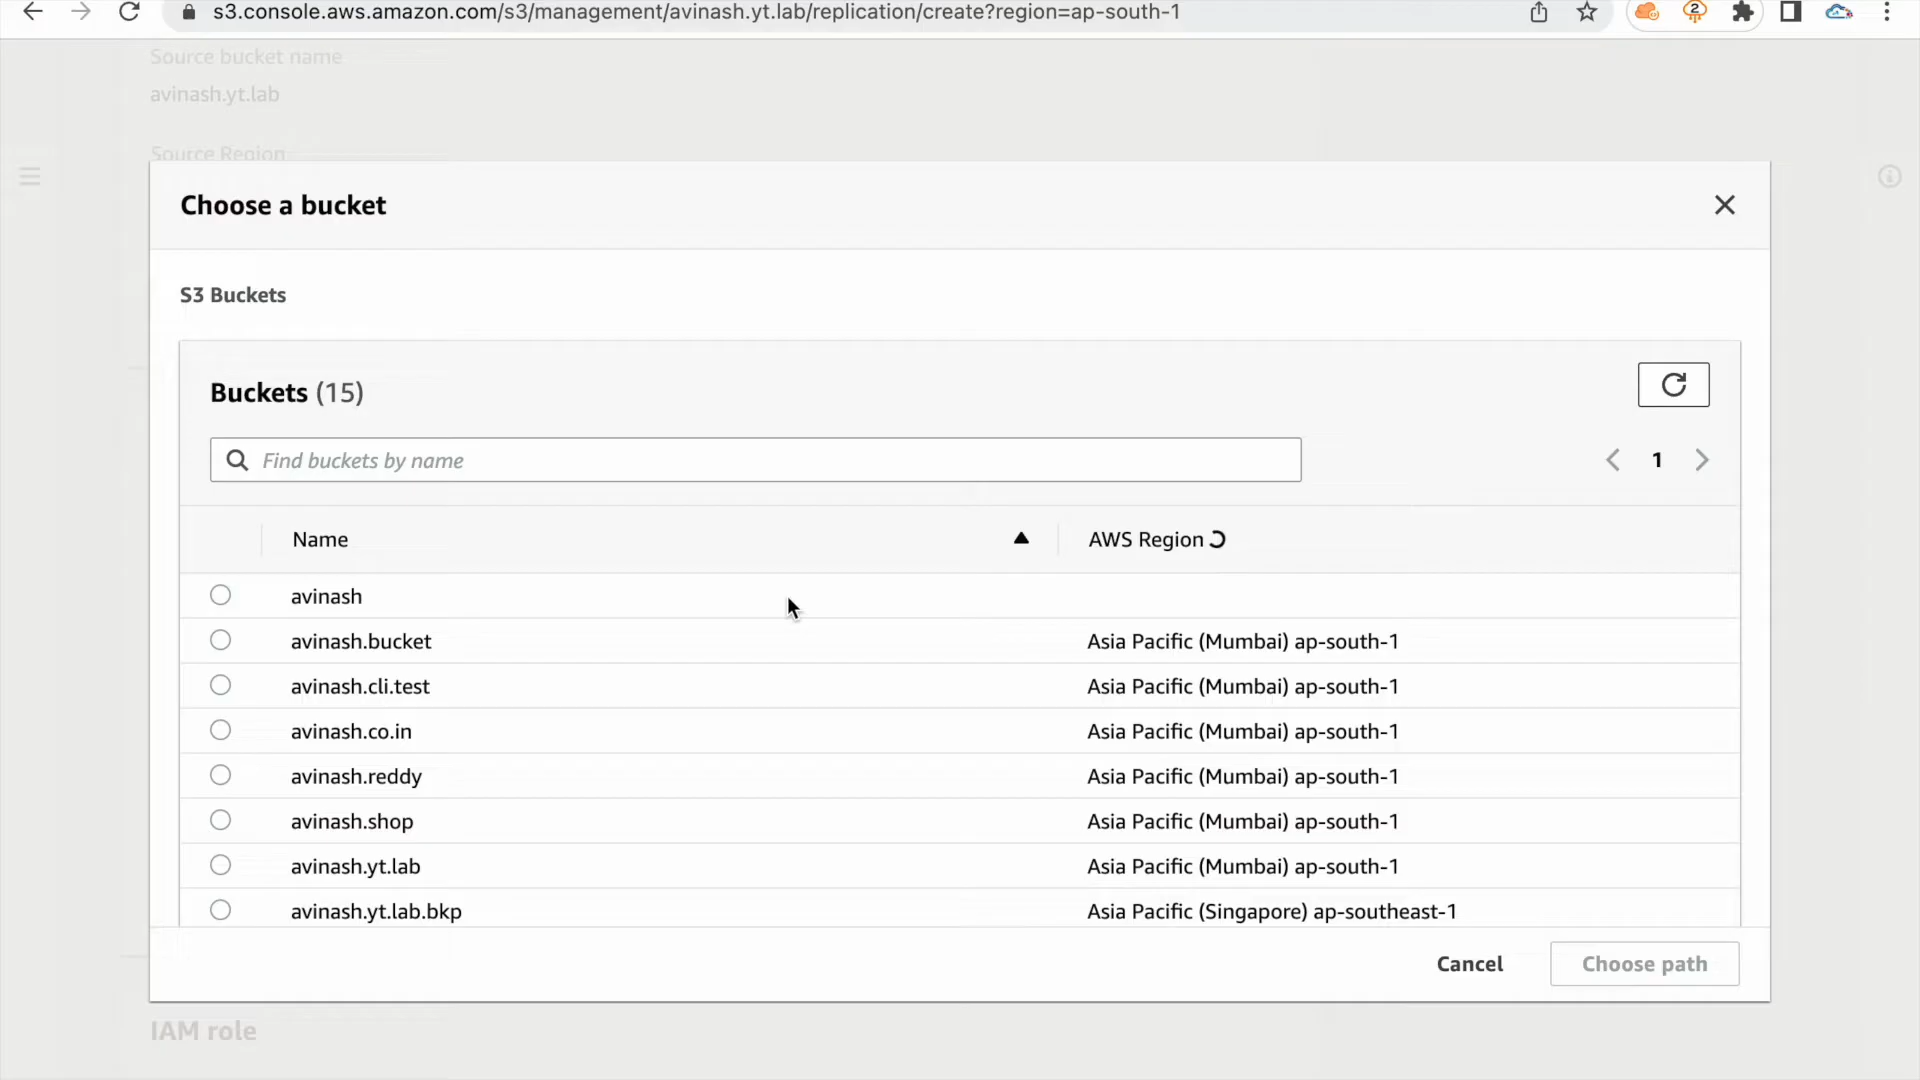 s3.console.aws.amazon.com/s3/management/avinash.yt.lab/replication/create?region=ap-south-1
2
Source bucket name
avinash.yt.lab
Source Region
Choose a bucket
S3 Buckets
Buckets (15)
Find buckets by name
1
Name AWS Region
avinash
avinash.bucket Asia Pacific (Mumbai) ap-south-1
avinash.cli.test Asia Pacific (Mumbai) ap-south-1
avinash.co.in Asia Pacific (Mumbai) ap-south-1
avinash.reddy Asia Pacific (Mumbai) ap-south-1
avinash.shop Asia Pacific (Mumbai) ap-south-1
avinash.yt.lab Asia Pacific (Mumbai) ap-south-1
avinash.yt.lab.bkp Asia Pacific (Singapore) ap-southeast-1
Cancel Choose path
IAM role